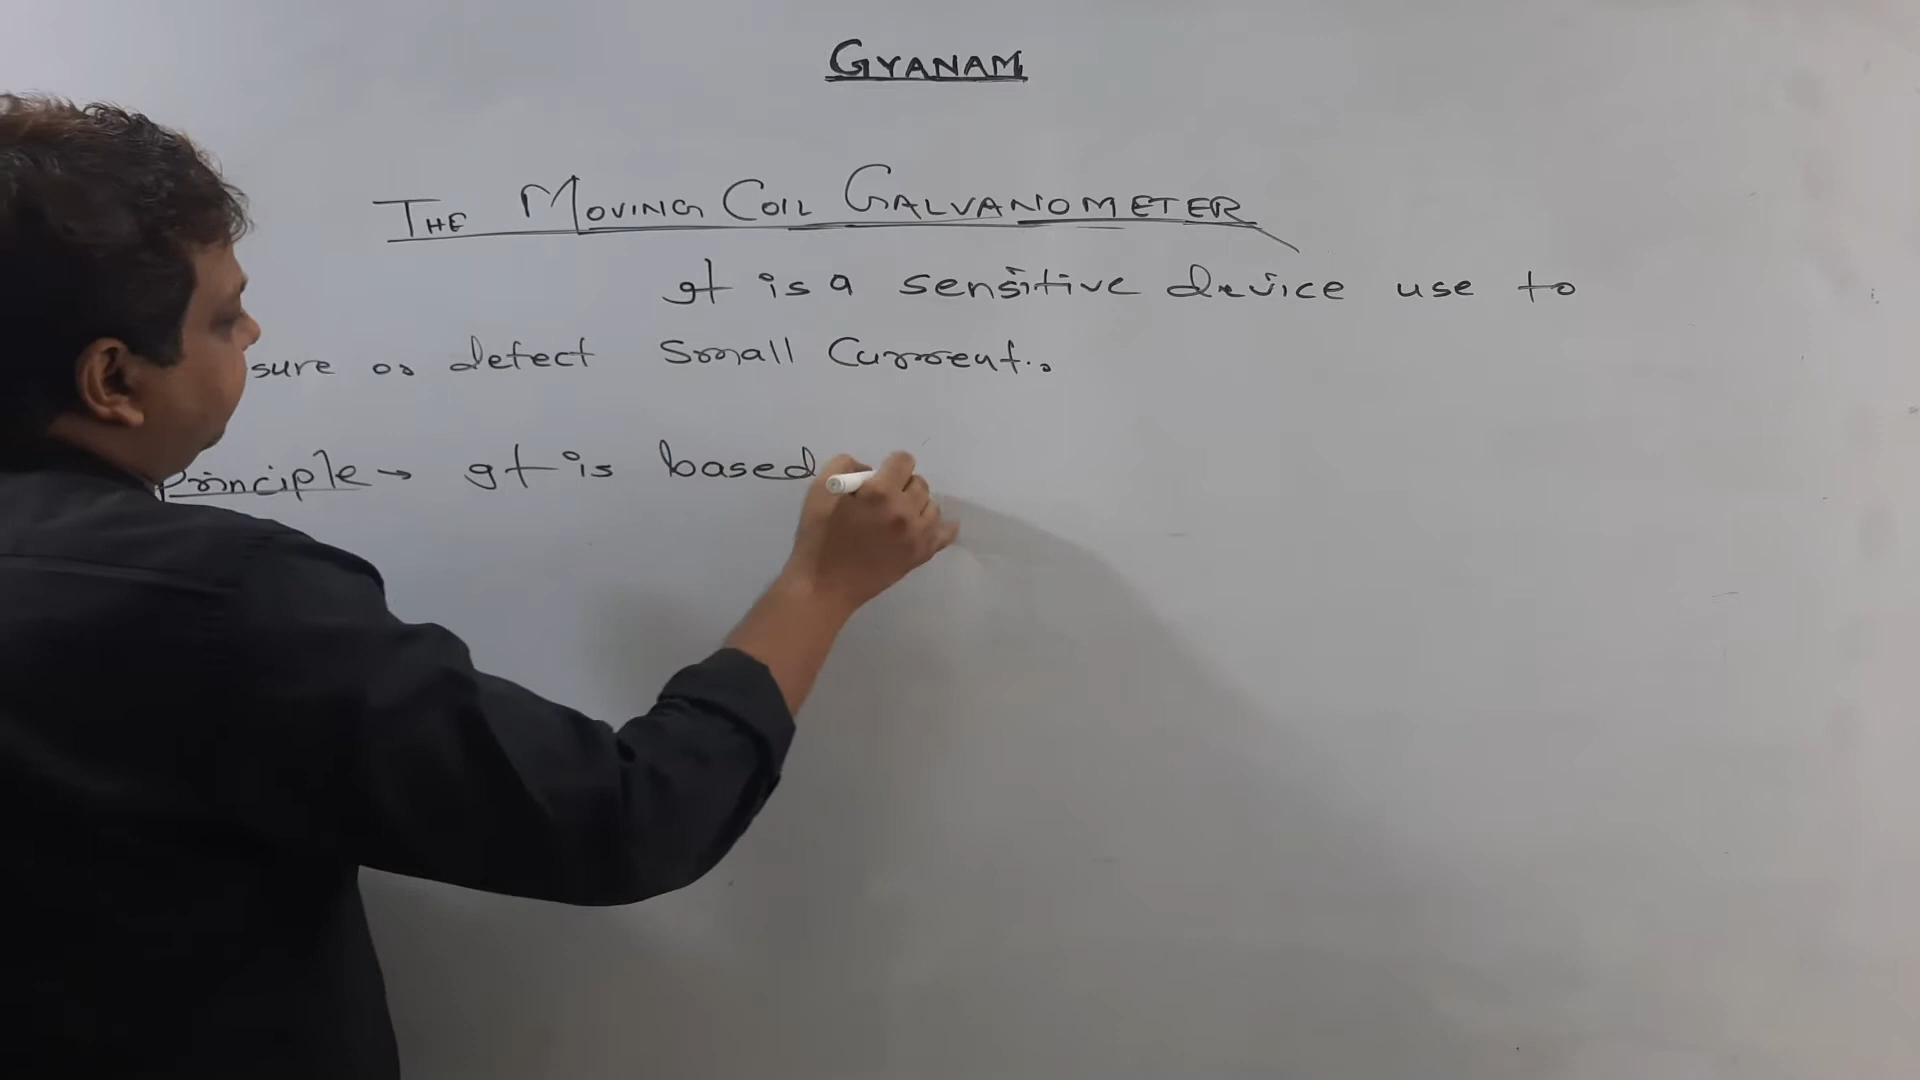 GYANAM
THE MOVING COIL GALVANOMETER
It is a sensitive device use to
sure or detect small current.
Principle → It is based